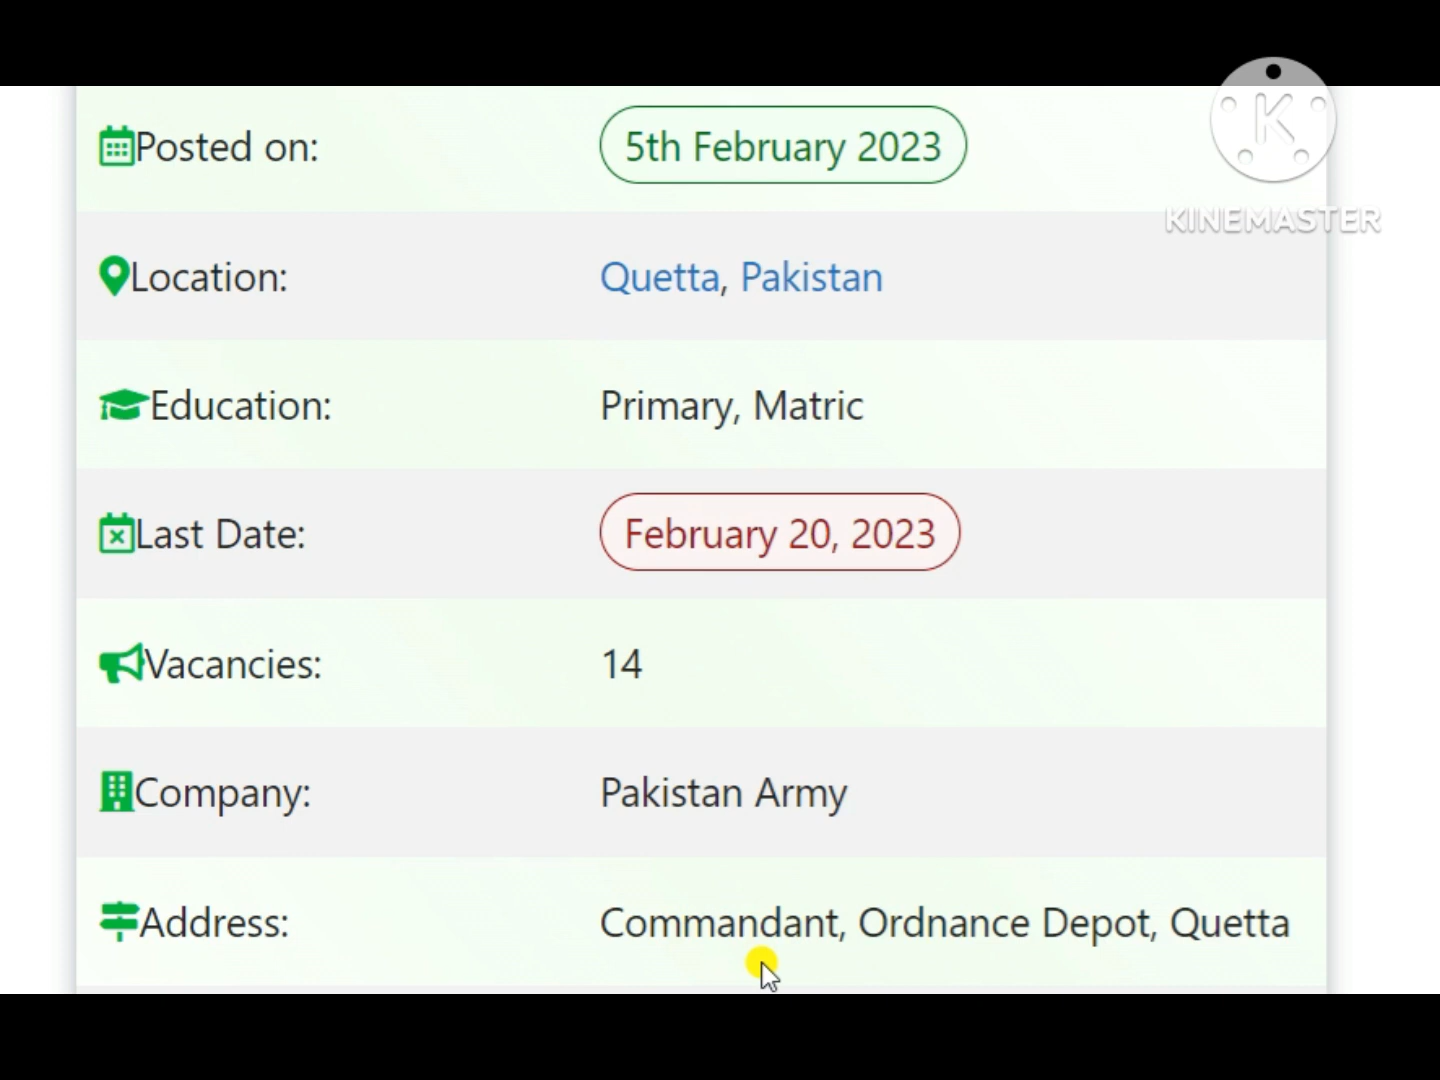 Posted on: 5th February 2023
K
KINEMASTER
Location: Quetta, Pakistan
Education: Primary, Matric
Last Date: February 20, 2023
Vacancies: 14
Company: Pakistan Army
Address: Commandant, Ordnance Depot, Quetta